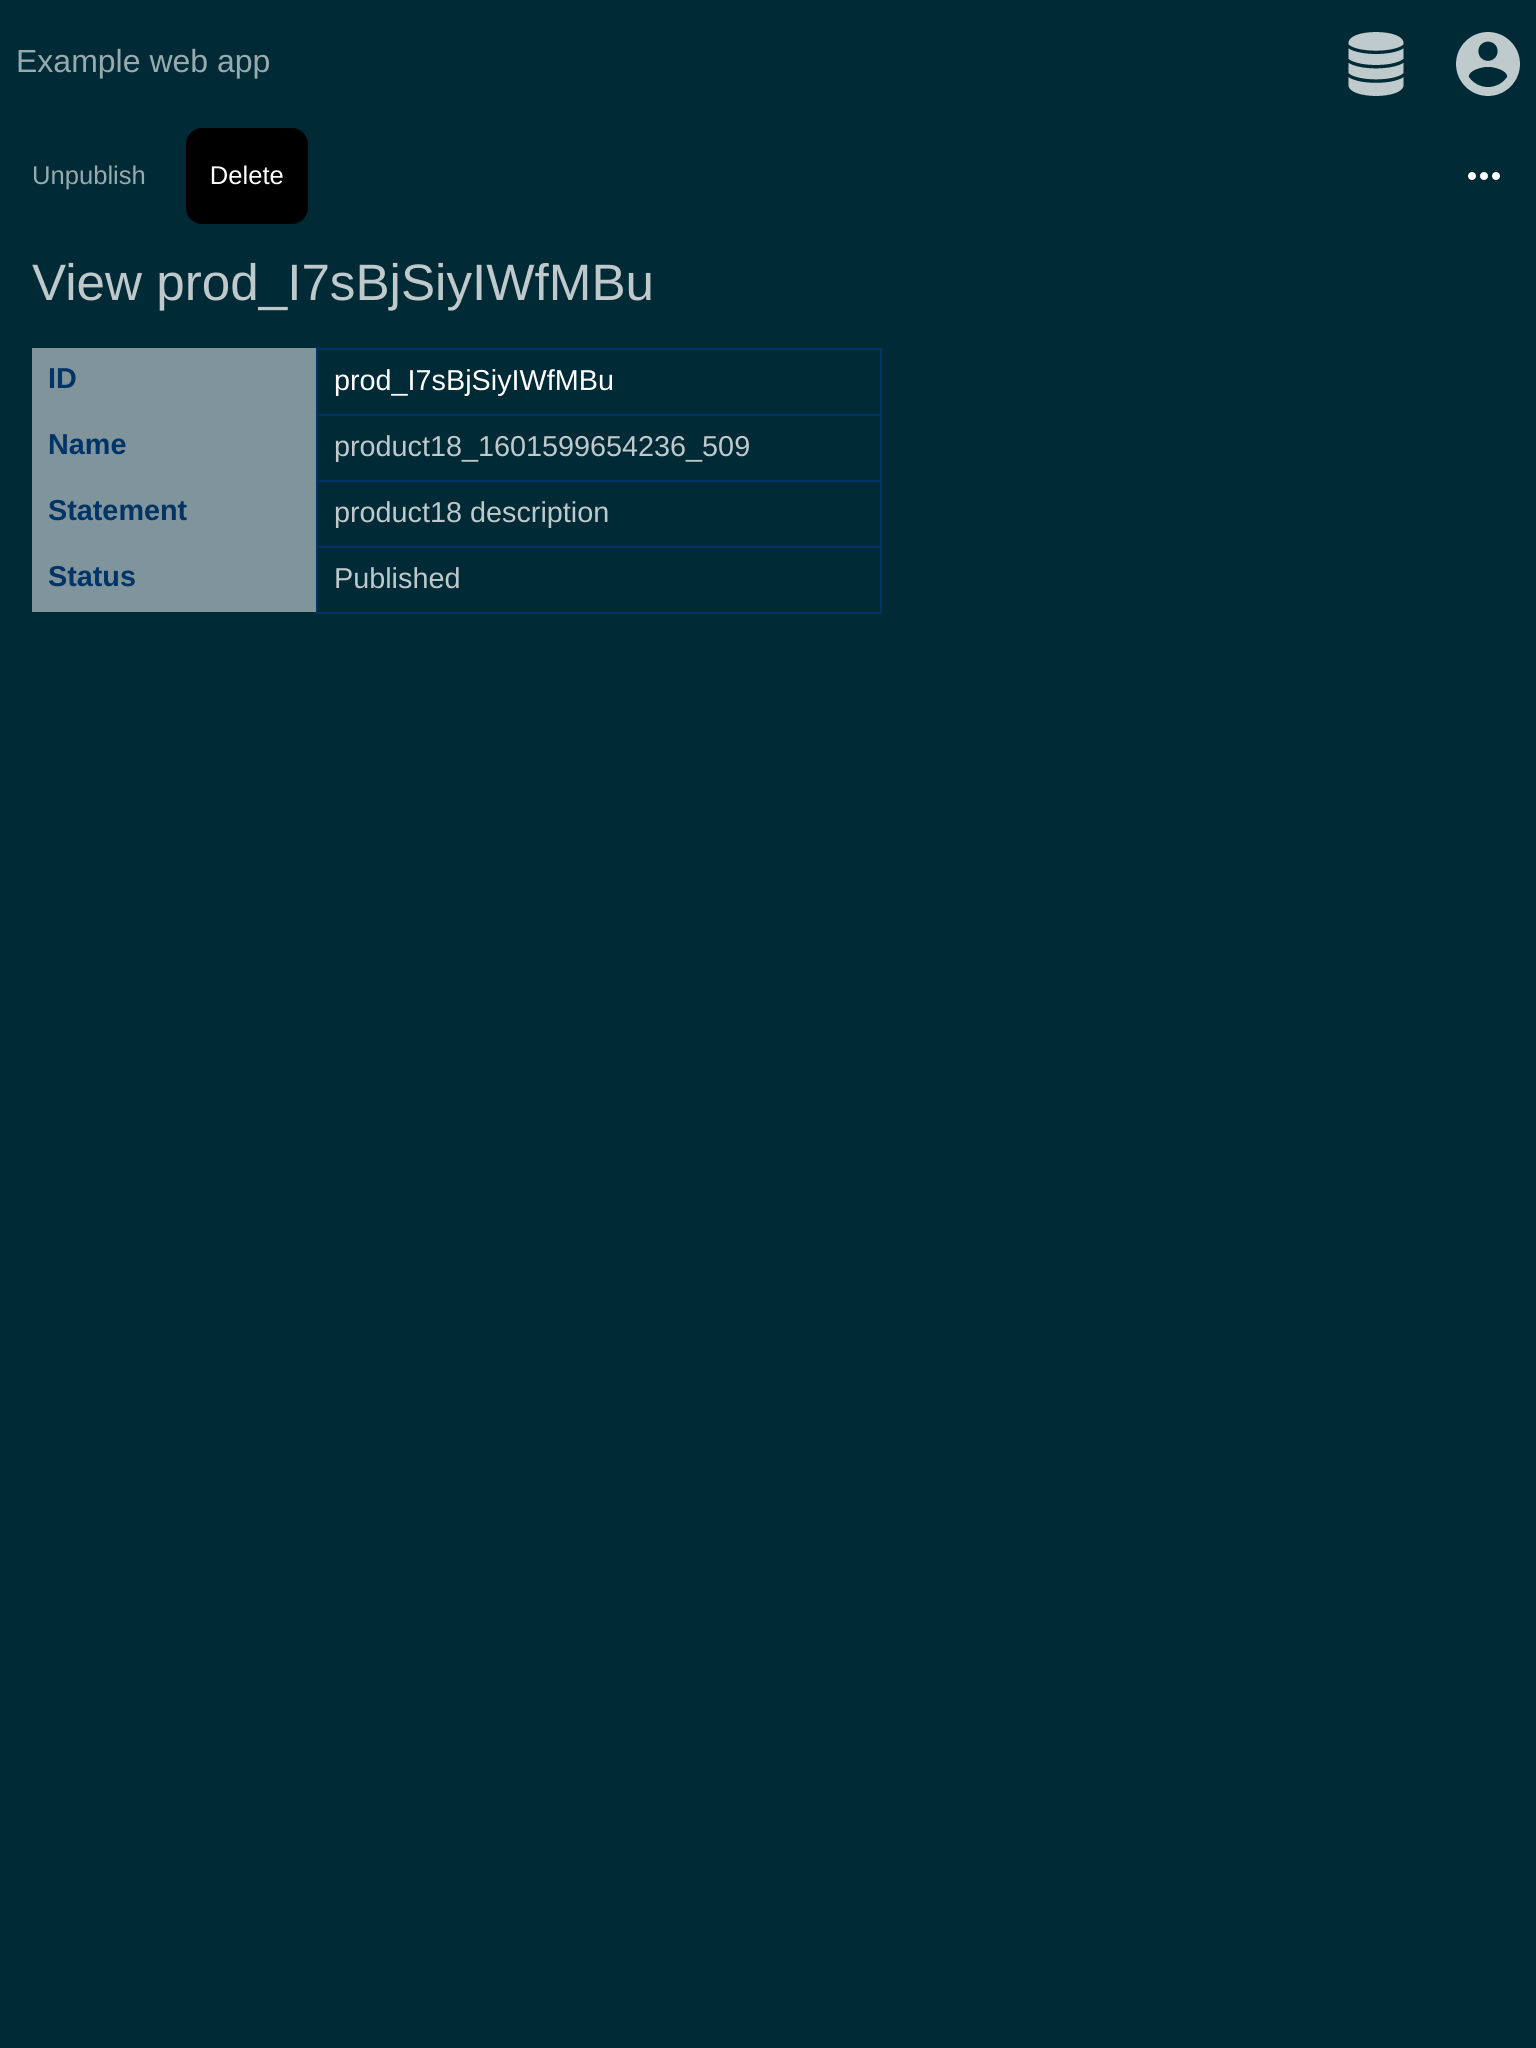 Example web app
Unpublish Delete
View prod_I7sBjSiyIWfMBu
ID prod_I7sBjSiyIWfMBu
Name product18_1601599654236_509
Statement product18 description
Status Published